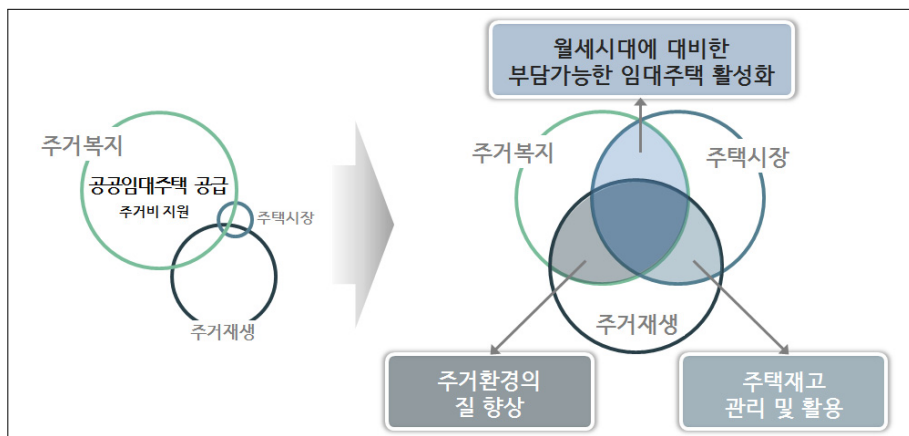 주거복지
공공임대주택 공급
주거비 지원
주택시장
주거재생
월세시대에 대비한
부담가능한 임대주택 활성화
주거복지
주택시장
주거재생
주거환경의
질 향상
주택재고
관리 및 활용